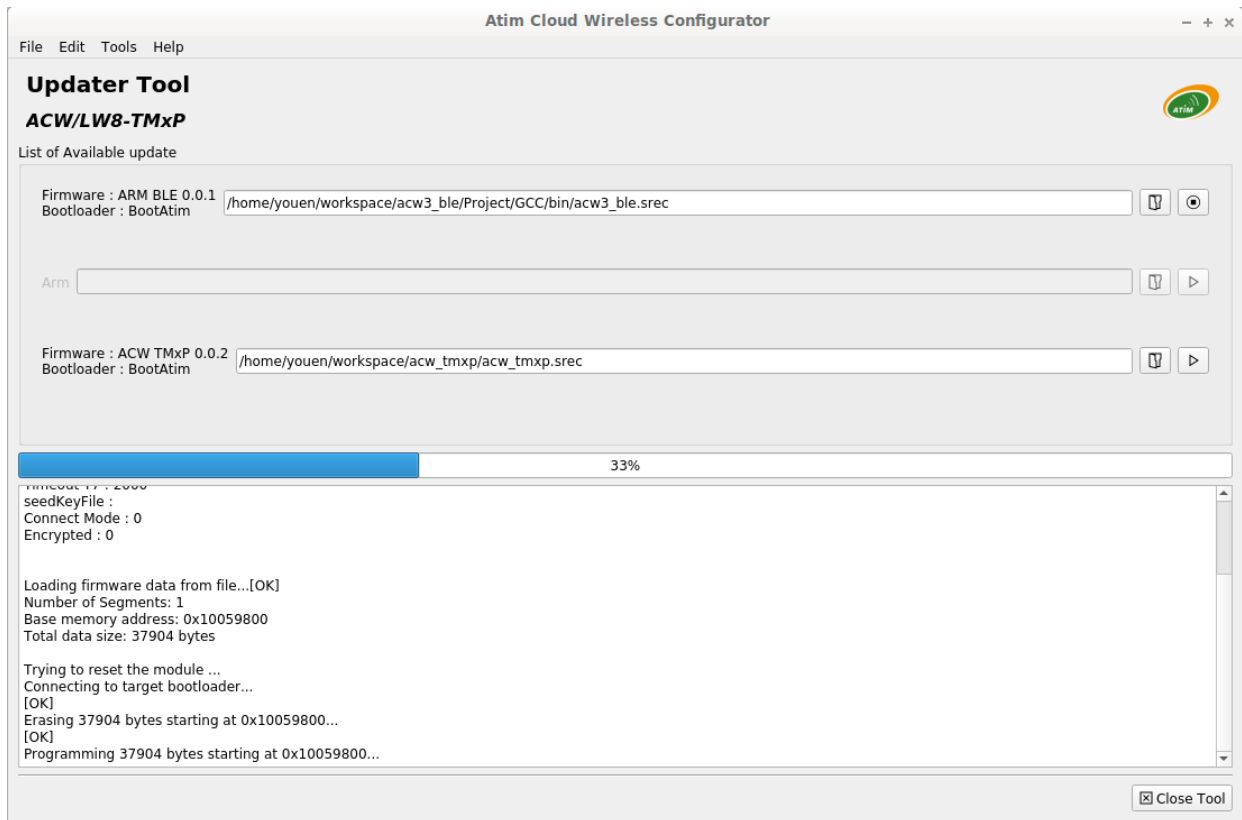 Atim Cloud Wireless Configurator
File Edit Tools Help
Updater Tool
ACW/LW8-TMxP
ATIM
List of Available update
Firmware : ARM BLE 0.0.1
Bootloader : BootAtim
/home/youen/workspace/acw3_ble/Project/GCC/bin/acw3_ble.srec
Arm
Firmware : ACW TMxP 0.0.2
Bootloader : BootAtim
/home/youen/workspace/acw_tmxp/acw_tmxp.srec
33%
seedKeyFile :
Connect Mode : 0
Encrypted : 0
Loading firmware data from file...[OK]
Number of Segments: 1
Base memory address: 0x10059800
Total data size: 37904 bytes
Trying to reset the module ...
Connecting to target bootloader...
[OK]
Erasing 37904 bytes starting at 0x10059800...
[OK]
Programming 37904 bytes starting at 0x10059800...
Close Tool